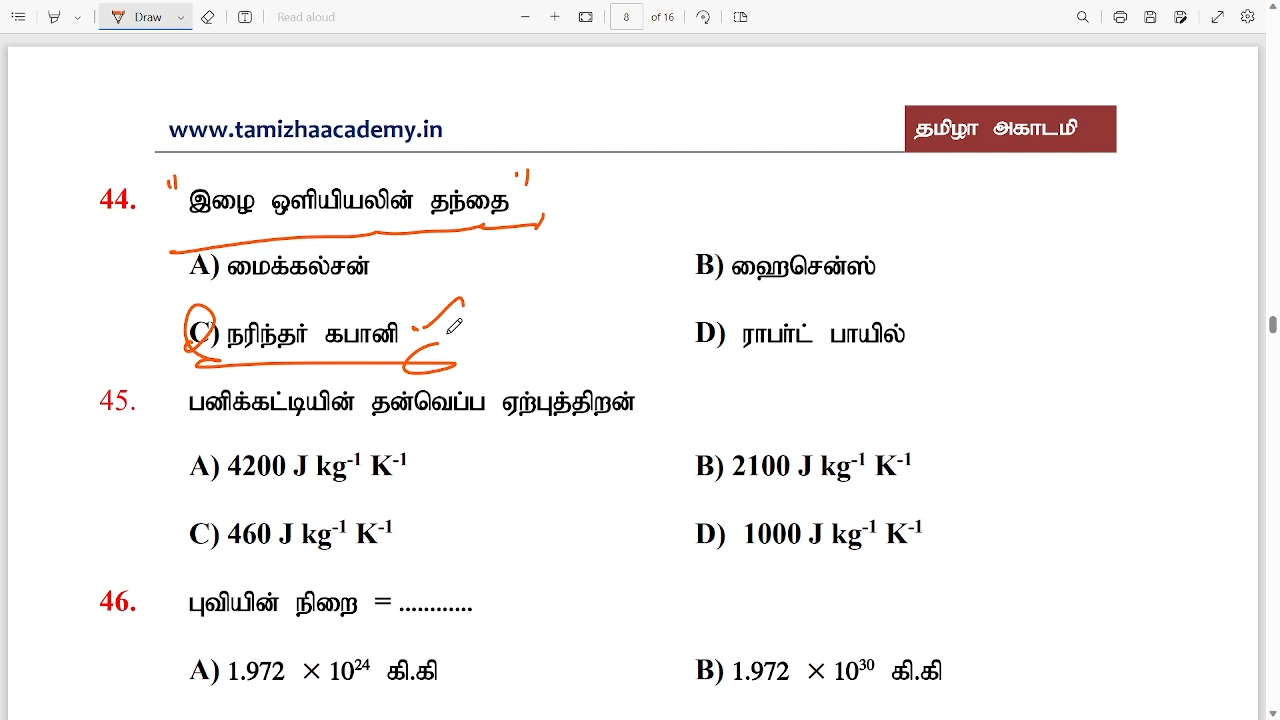 Draw
Read aloud
8 of 16
www.tamizhaacademy.in
தமிழா அகாடமி
44. இழை ஒளியியலின் தந்தை
A) மைக்கல்சன்
B) ஹைசென்ஸ்
C) நரிந்தர் கபானி
D) ராபர்ட் பாயில்
45. பனிக்கட்டியின் தன்வெப்ப ஏற்புத்திறன்
A) 4200 J kg⁻¹ K⁻¹
B) 2100 J kg⁻¹ K⁻¹
C) 460 J kg⁻¹ K⁻¹
D) 1000 J kg⁻¹ K⁻¹
46. புவியின் நிறை = ............
A) 1.972 × 10²⁴ கி.கி
B) 1.972 × 10³⁰ கி.கி